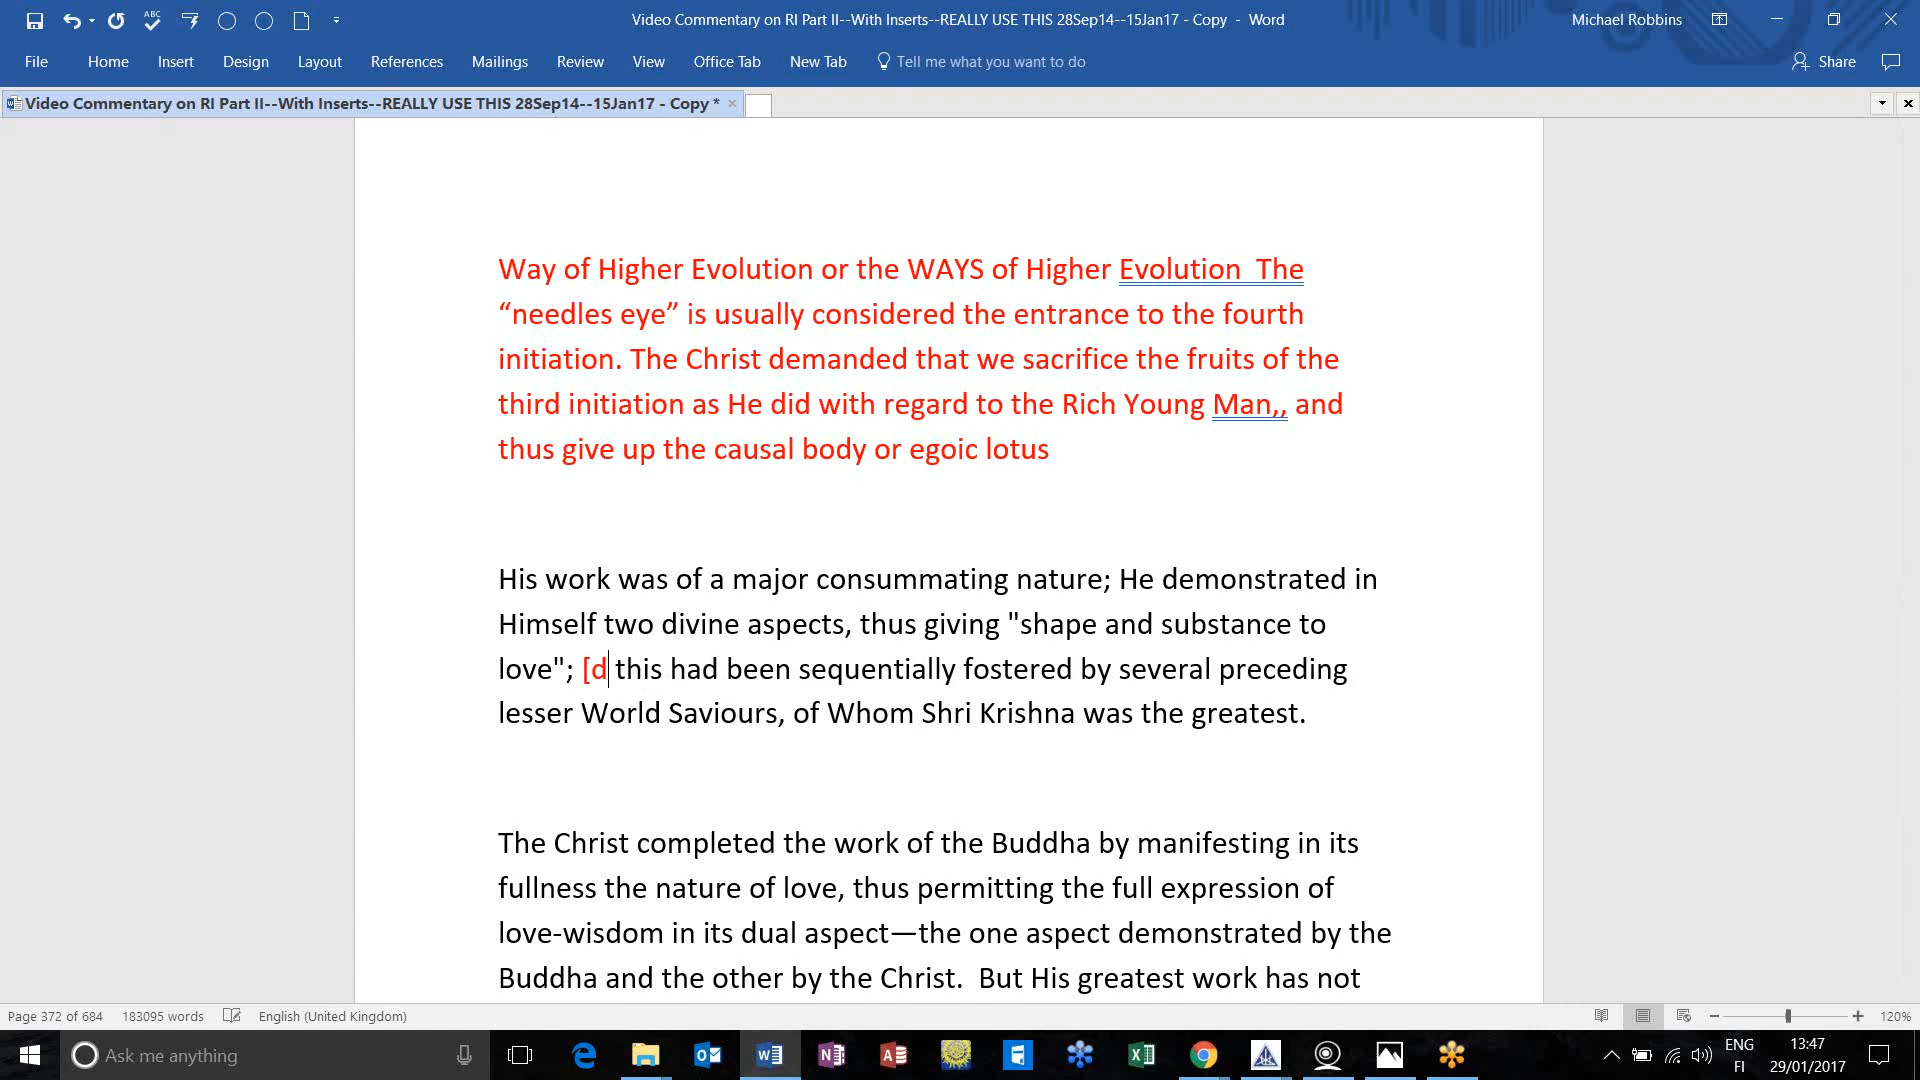 ABC
Video Commentary on RI Part II--With Inserts--REALLY USE THIS 28Sep14--15Jan17 - Copy - Word
Michael Robbins
File Home Insert Design Layout References Mailings Review View Office Tab New Tab Tell me what you want to do Share
Video Commentary on RI Part II--With Inserts--REALLY USE THIS 28Sep14--15Jan17 - Copy *
Way of Higher Evolution or the WAYS of Higher Evolution  The
“needles eye” is usually considered the entrance to the fourth
initiation. The Christ demanded that we sacrifice the fruits of the
third initiation as He did with regard to the Rich Young Man,, and
thus give up the causal body or egoic lotus
His work was of a major consummating nature; He demonstrated in
Himself two divine aspects, thus giving "shape and substance to
love"; [d this had been sequentially fostered by several preceding
lesser World Saviours, of Whom Shri Krishna was the greatest.
The Christ completed the work of the Buddha by manifesting in its
fullness the nature of love, thus permitting the full expression of
love-wisdom in its dual aspect—the one aspect demonstrated by the
Buddha and the other by the Christ.  But His greatest work has not
Page 372 of 684 183095 words English (United Kingdom) 120%
Ask me anything
ENG 13:47
FI 29/01/2017